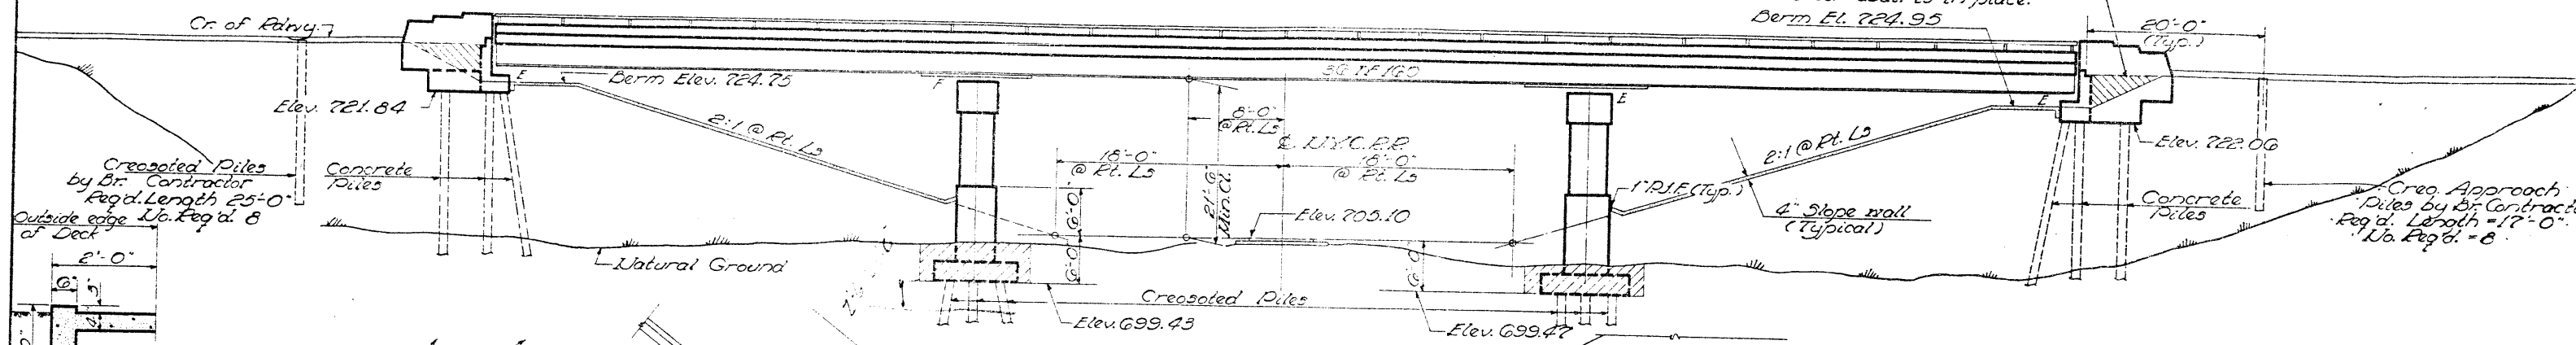 Berm El. 724.95
20'-0"
(Typ.)
Cr. of Rdwy.
Berm Elev. 724.75
36 WF 160
Elev. 721.84
E
F
E
E
8'-0"
@ Rt. Ls
2:1 @ Rt. Ls
℄ N.Y.C.R.R.
18'-0"
@ Rt. Ls
18'-0"
@ Rt. Ls
2:1 @ Rt. Ls
Elev. 722.06
Creosoted Piles
by Br. Contractor
Req'd. Length 25'-0"
No. Req'd. 8
Concrete
Piles
21'-6"
Min. Cl.
6'-0"
6'-0"
6'-0"
Elev. 705.10
1" P.J.F. (Typ.)
4" Slope wall
(Typical)
Concrete
Piles
Creo. Approach
Piles by Br. Contracto
Req'd. Length = 17'-0"
No. Req'd. = 8
Outside edge
of Deck
2'-0"
6"
Natural Ground
Creosoted Piles
Elev. 699.43
Elev. 699.47